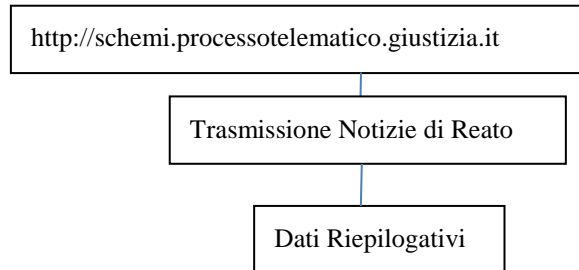 http://schemi.processotelematico.giustizia.it
Trasmissione Notizie di Reato
Dati Riepilogativi